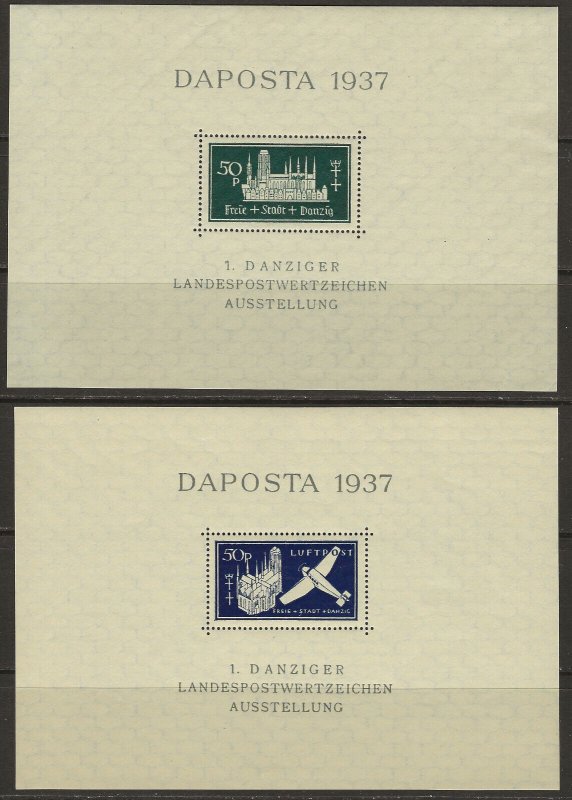 DAPOSTA 1937
50
P
Freie + Stadt + Danzig
1. DANZIGER
LANDESPOSTWERTZEICHEN
AUSSTELLUNG
DAPOSTA 1937
50P LUFTPOST
FREIE + STADT + DANZIG
1. DANZIGER
LANDESPOSTWERTZEICHEN
AUSSTELLUNG